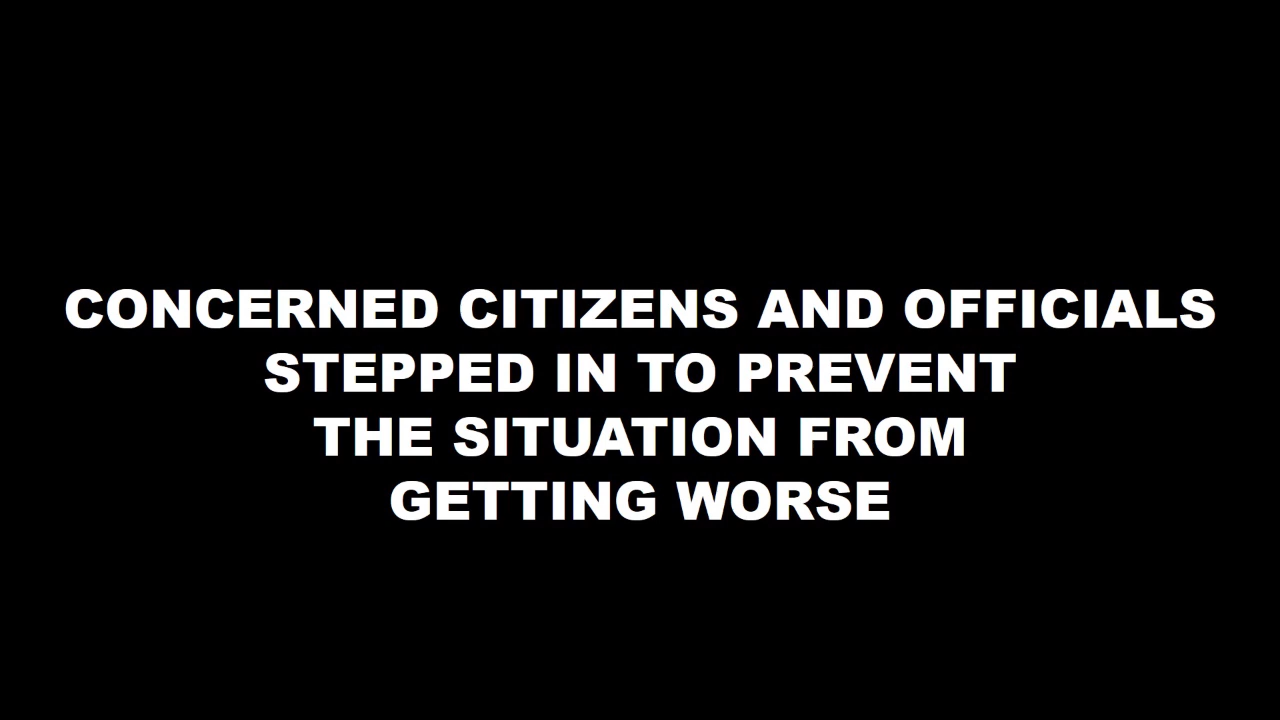 CONCERNED CITIZENS AND OFFICIALS
STEPPED IN TO PREVENT
THE SITUATION FROM
GETTING WORSE